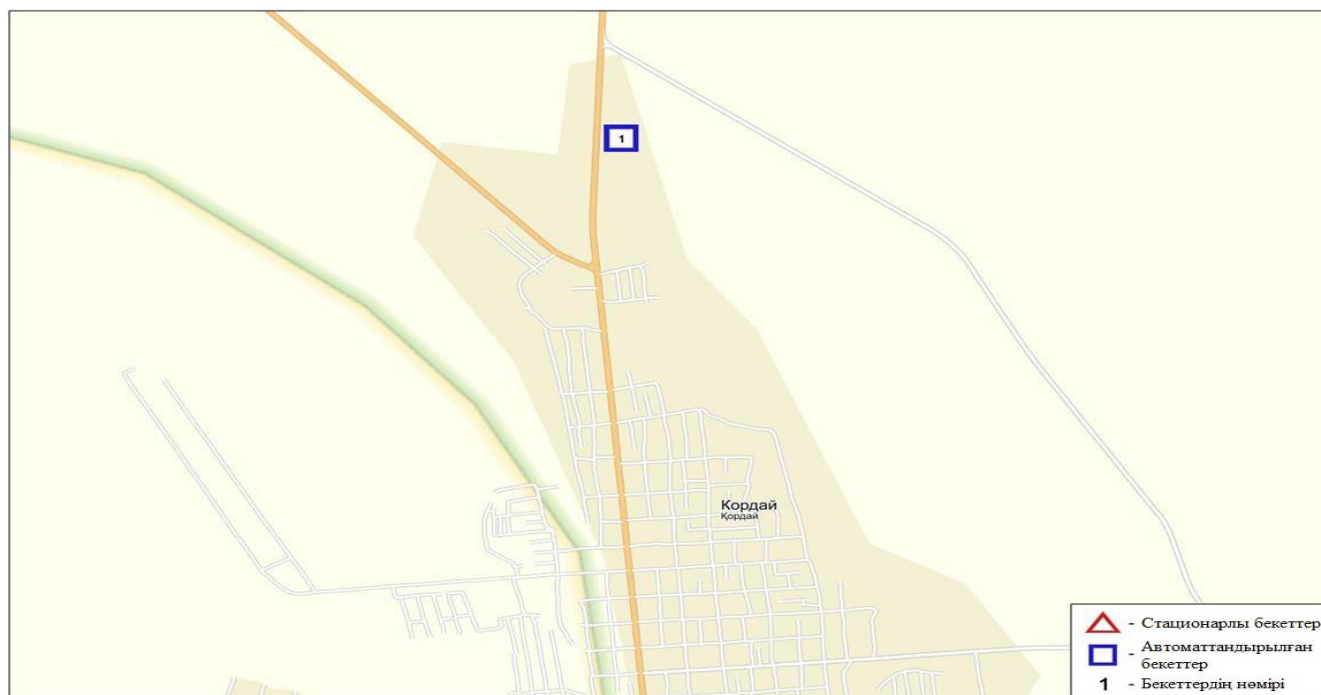 1
Кордай
Қордай
- Стационарлы бекеттер
- Автоматтандырылған
бекеттер
1 - Бекеттердің нөмірі